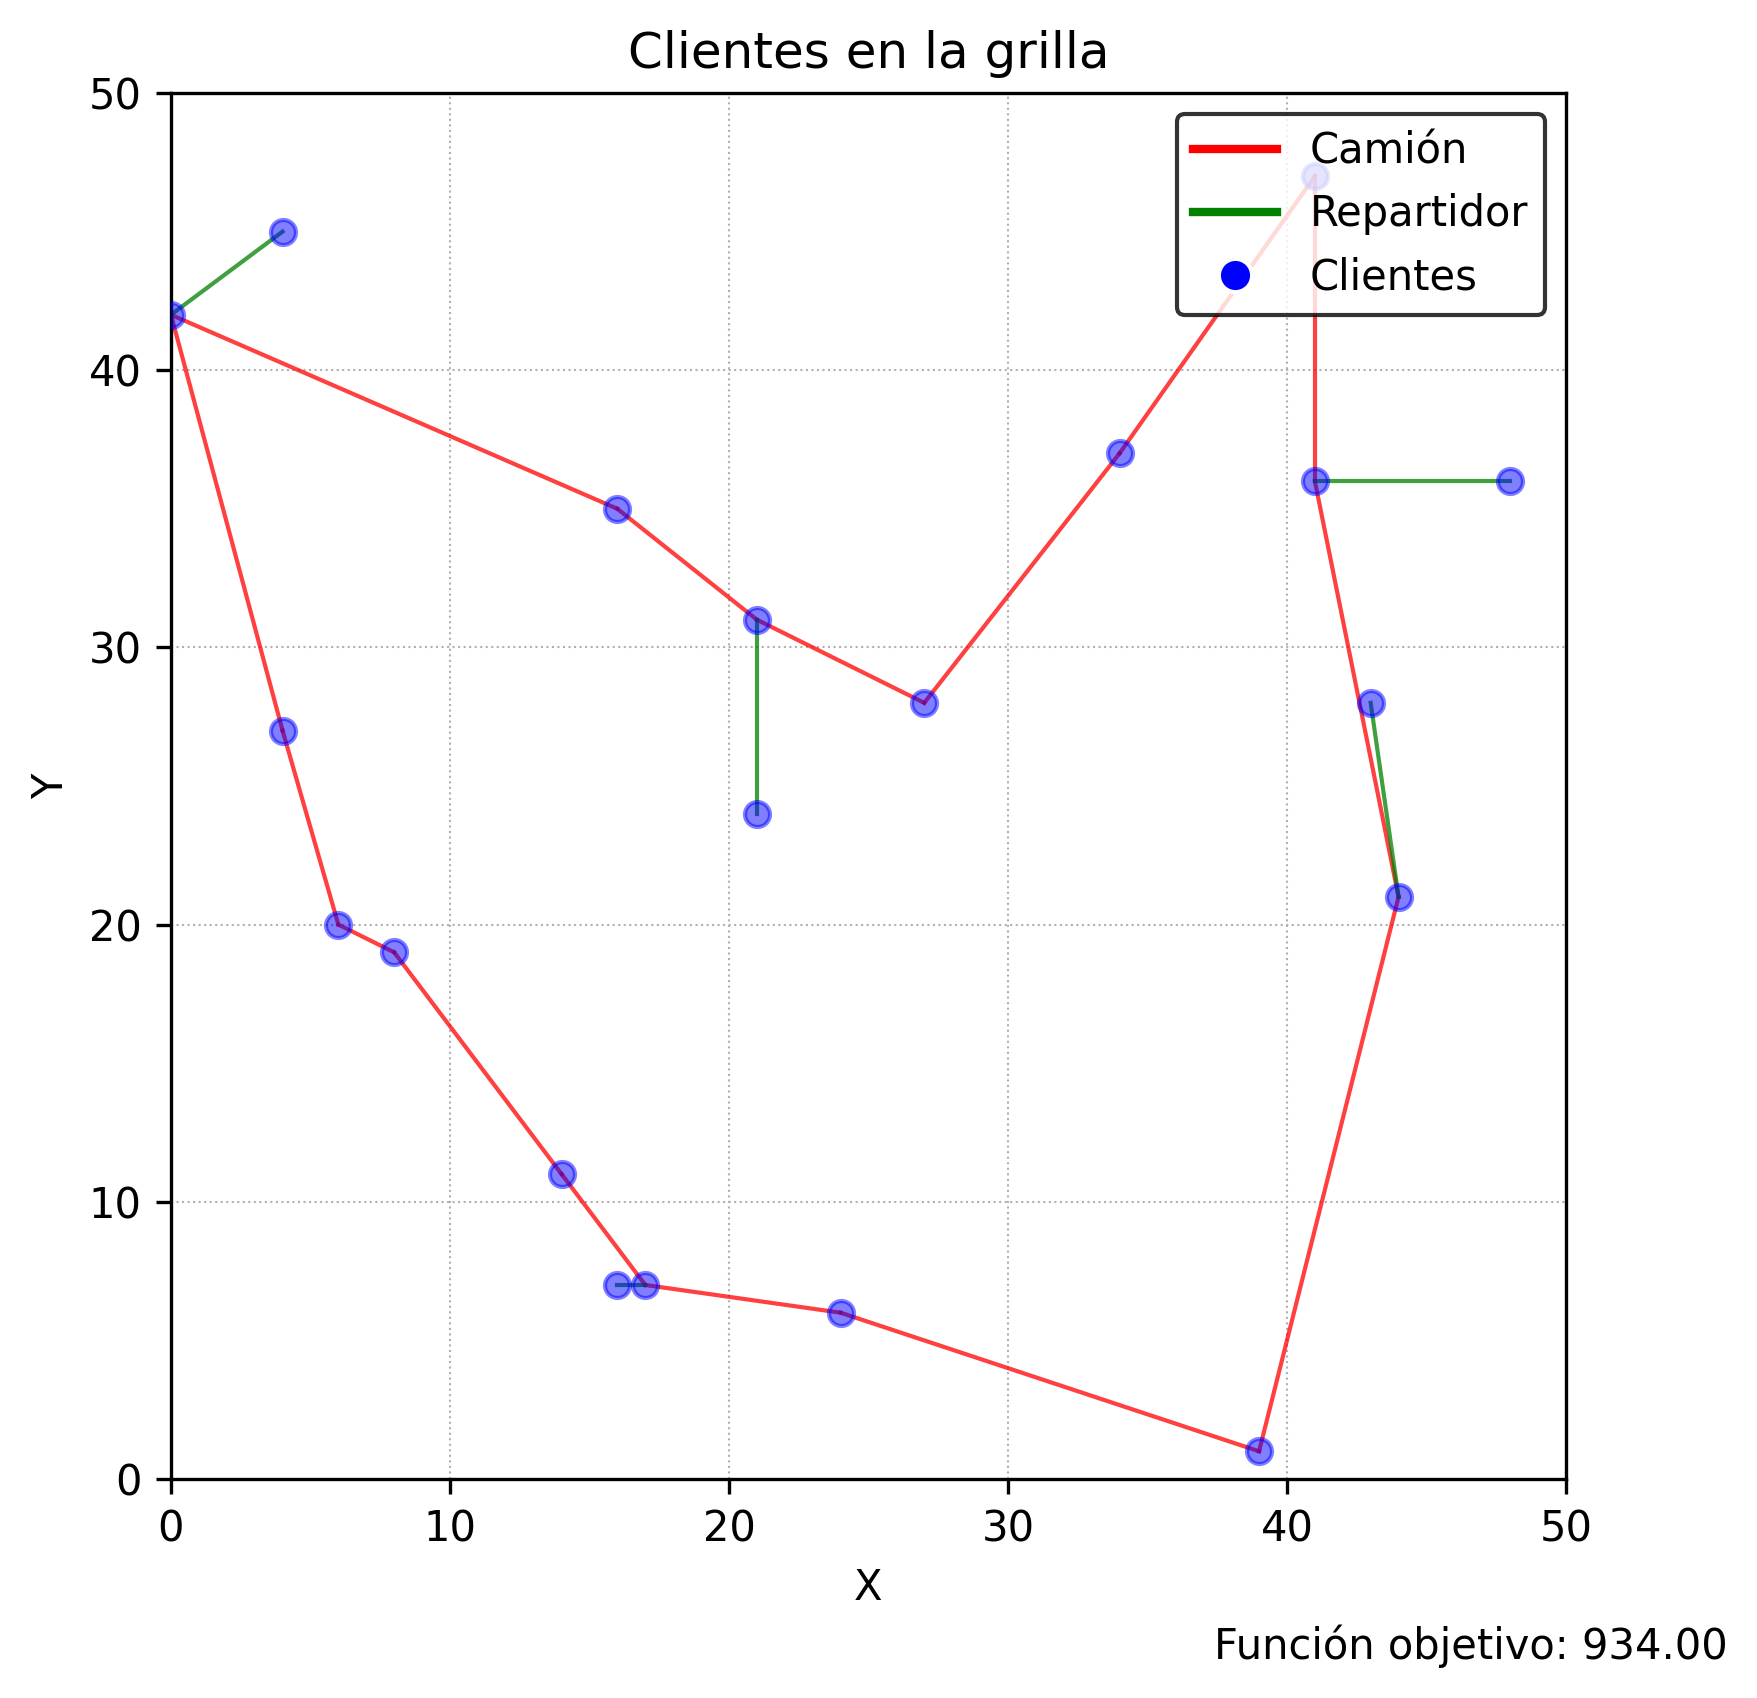 Clientes en la grilla
Camión
Repartidor
Clientes
50
40
30
20
10
0
Y
0 10 20 30 40 50
X
Función objetivo: 934.00